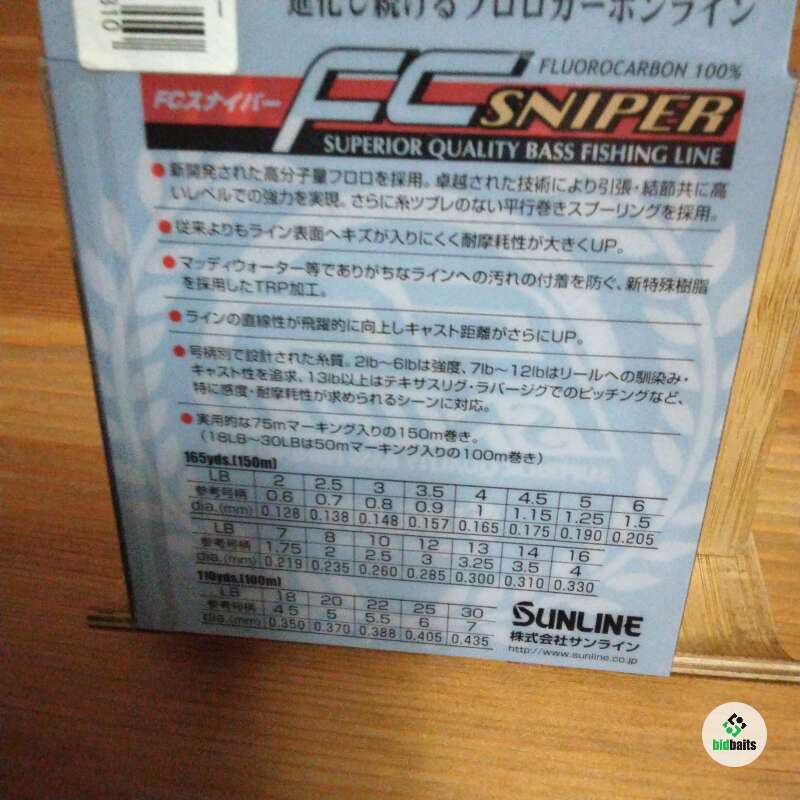 進化し続けるフロロカーボンライン
FLUOROCARBON 100%
FCスナイパー
FC SNIPER
SUPERIOR QUALITY BASS FISHING LINE
●新開発された高分子量フロロを採用。卓越された技術により引張・結節共に高
いレベルでの強力を実現。さらに糸ツブレのない平行巻きスプーリングを採用。
●従来よりもライン表面へキズが入りにくく耐摩耗性が大きくUP。
●マッディウォーター等でありがちなラインへの汚れの付着を防ぐ、新特殊樹脂
を採用したTRP加工。
●ラインの直線性が飛躍的に向上しキャスト距離がさらにUP。
●号柄別で設計された糸質。2lb～6lbは強度、7lb～12lbはリールへの馴染み・
キャスト性を追求、13lb以上はテキサスリグ・ラバージグでのピッチングなど、
特に感度・耐摩耗性が求められるシーンに対応。
●実用的な75mマーキング入りの150m巻き。
(18LB～30LBは50mマーキング入りの100m巻き)
165yds.[150m]
LB 2 2.5 3 3.5 4 4.5 5 6
参考号柄 0.6 0.7 0.8 0.9 1 1.15 1.25 1.5
dia.(mm) 0.128 0.138 0.148 0.157 0.165 0.175 0.190 0.205
LB 7 8 10 12 13 14 16
参考号柄 1.75 2 2.5 3 3.25 3.5 4
dia.(mm) 0.219 0.235 0.260 0.285 0.300 0.310 0.330
110yds.[100m]
LB 18 20 22 25 30
参考号柄 4.5 5 5.5 6 7
dia.(mm) 0.350 0.370 0.388 0.405 0.435
SUNLINE
株式会社サンライン
http://www.sunline.co.jp
bidbaits